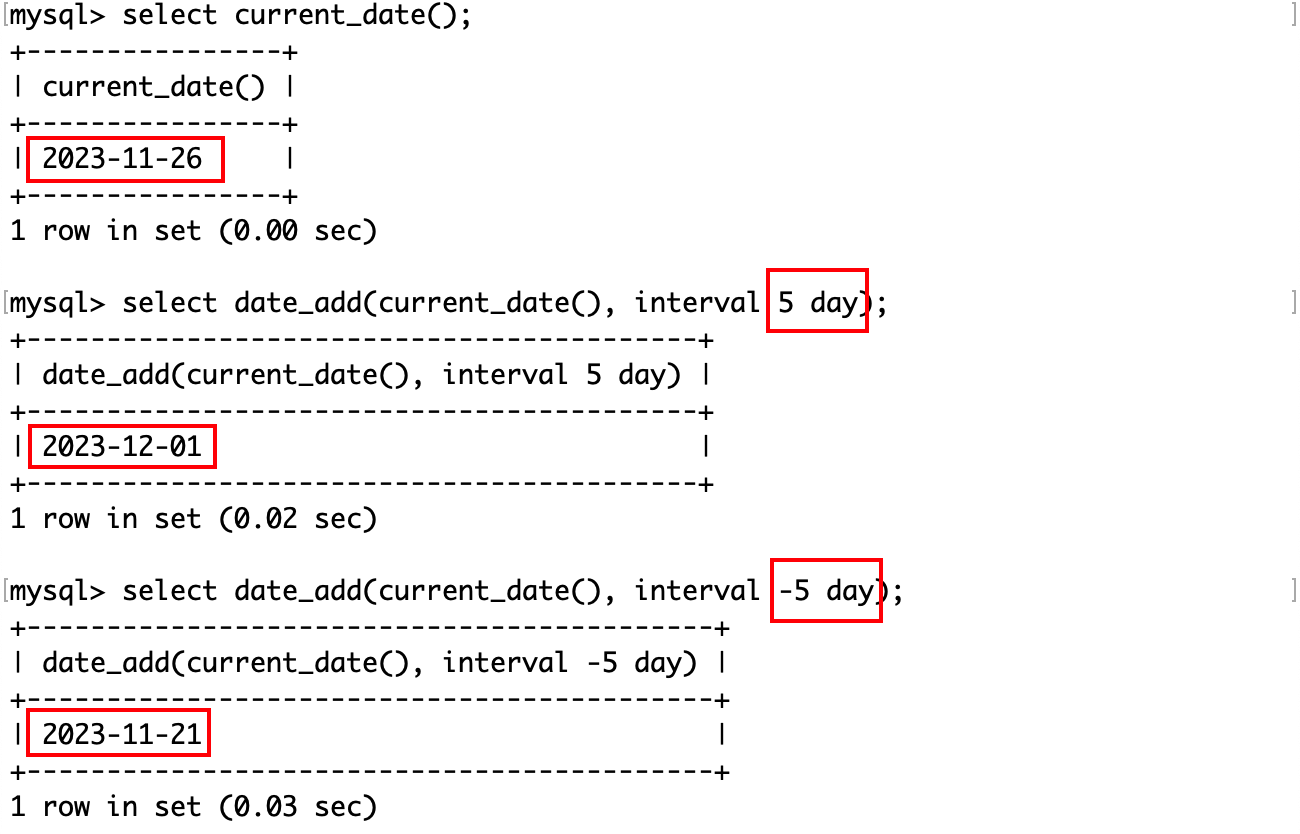 [mysql> select current_date(); ]
+----------------+
| current_date() |
+----------------+
| 2023-11-26     |
+----------------+
1 row in set (0.00 sec)
[mysql> select date_add(current_date(), interval 5 day); ]
+------------------------------------------+
| date_add(current_date(), interval 5 day) |
+------------------------------------------+
| 2023-12-01                               |
+------------------------------------------+
1 row in set (0.02 sec)
[mysql> select date_add(current_date(), interval -5 day); ]
+-------------------------------------------+
| date_add(current_date(), interval -5 day) |
+-------------------------------------------+
| 2023-11-21                                |
+-------------------------------------------+
1 row in set (0.03 sec)